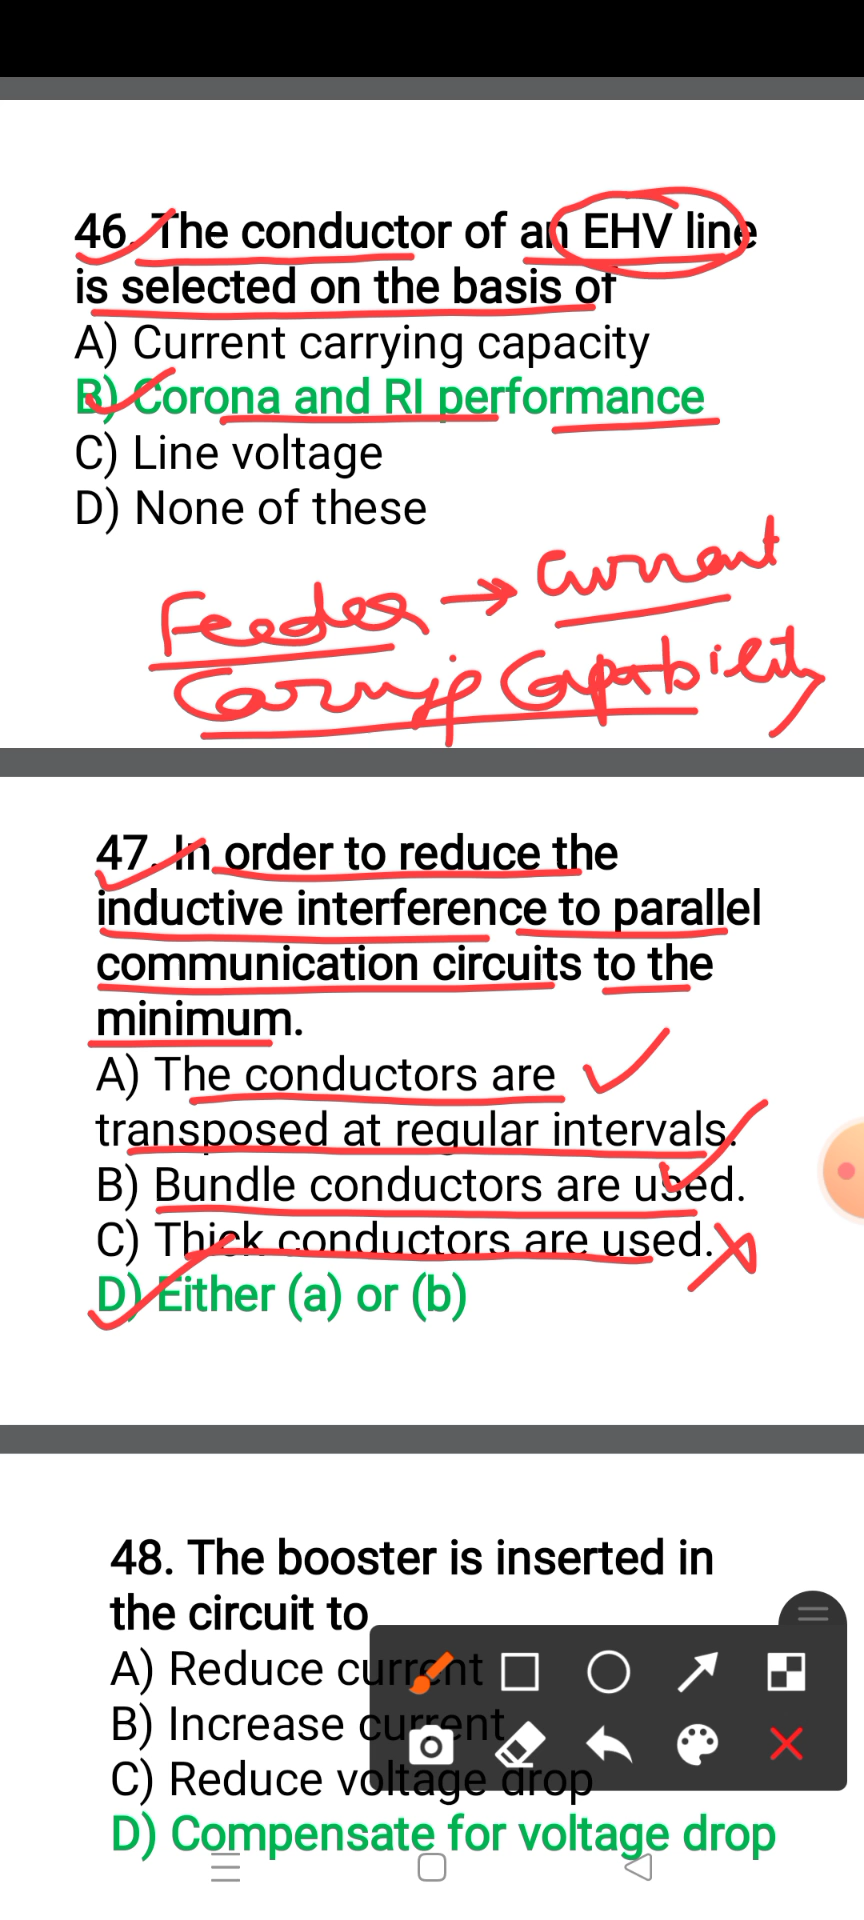 46. The conductor of an EHV line
is selected on the basis of
A) Current carrying capacity
B) Corona and RI performance
C) Line voltage
D) None of these
Feeder → Current
Carrying Capability
47. In order to reduce the
inductive interference to parallel
communication circuits to the
minimum.
A) The conductors are
transposed at regular intervals.
B) Bundle conductors are used.
C) Thick conductors are used.
D) Either (a) or (b)
48. The booster is inserted in
the circuit to
A) Reduce current
B) Increase current
C) Reduce voltage drop
D) Compensate for voltage drop